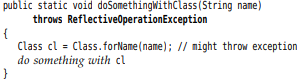 public static void doSomethingWithClass(String name)
throws ReflectiveOperationException
{
Class cl = Class.forName(name); // might throw exception
do something with cl
}